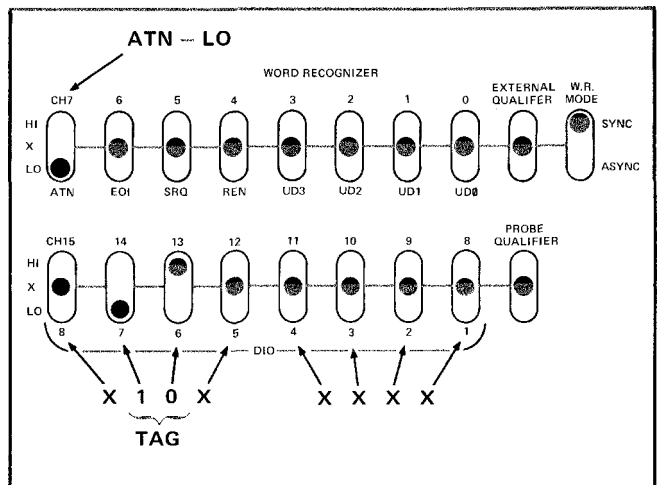 ATN – LO
WORD RECOGNIZER
CH7 6 5 4 3 2 1 0 EXTERNAL QUALIFER W.R. MODE
HI
X
LO
SYNC
ASYNC
ATN EOI SRQ REN UD3 UD2 UD1 UD0
CH15 14 13 12 11 10 9 8 PROBE QUALIFIER
HI
X
LO
8 7 6 5 4 3 2 1
DIO
X 1 0 X X X X X
TAG